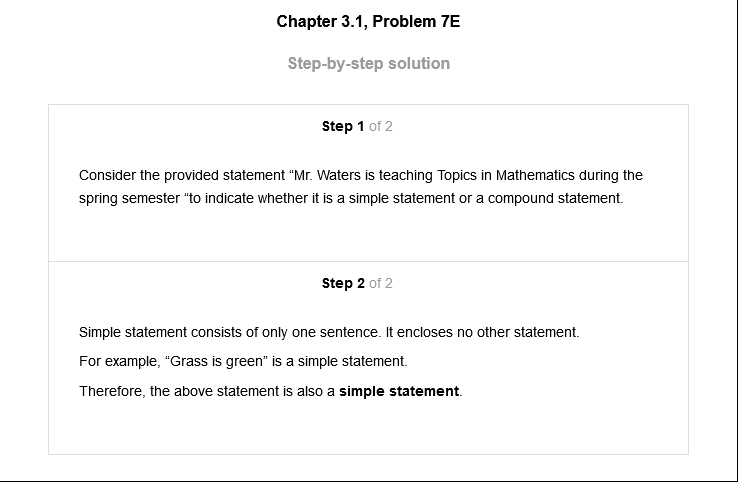 Chapter 3.1, Problem 7E
Step-by-step solution
Step 1 of 2
Consider the provided statement “Mr. Waters is teaching Topics in Mathematics during the
spring semester “to indicate whether it is a simple statement or a compound statement.
Step 2 of 2
Simple statement consists of only one sentence. It encloses no other statement.
For example, “Grass is green” is a simple statement.
Therefore, the above statement is also a simple statement.